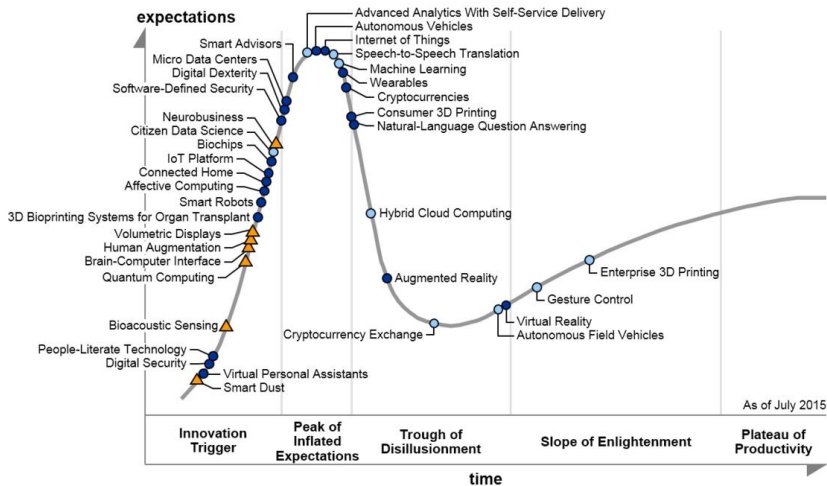 expectations
Advanced Analytics With Self-Service Delivery
Autonomous Vehicles
Internet of Things
Speech-to-Speech Translation
Machine Learning
Wearables
Cryptocurrencies
Consumer 3D Printing
Natural-Language Question Answering
Smart Advisors
Micro Data Centers
Digital Dexterity
Software-Defined Security
Neurobusiness
Citizen Data Science
Biochips
IoT Platform
Connected Home
Affective Computing
Smart Robots
3D Bioprinting Systems for Organ Transplant
Volumetric Displays
Human Augmentation
Brain-Computer Interface
Quantum Computing
Bioacoustic Sensing
People-Literate Technology
Digital Security
Virtual Personal Assistants
Smart Dust
Hybrid Cloud Computing
Augmented Reality
Cryptocurrency Exchange
Enterprise 3D Printing
Gesture Control
Virtual Reality
Autonomous Field Vehicles
As of July 2015
Innovation
Trigger
Peak of
Inflated
Expectations
Trough of
Disillusionment
Slope of Enlightenment
Plateau of
Productivity
time